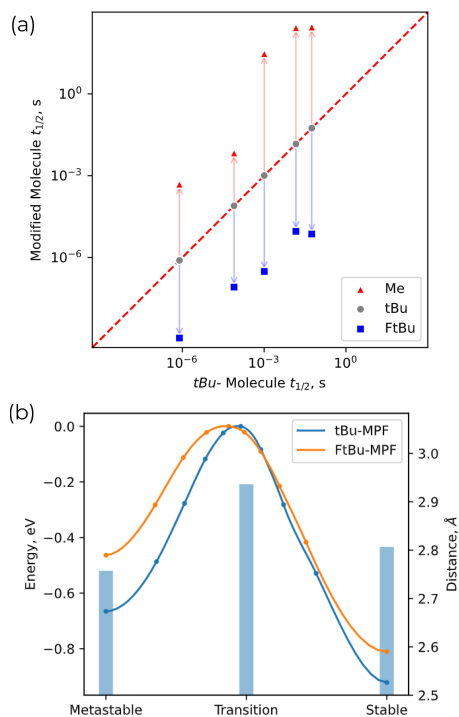 (a)
Modified Molecule t1/2, s
10^0
10^-3
10^-6
Me
tBu
FtBu
10^-6 10^-3 10^0
tBu- Molecule t1/2, s
(b)
Energy, eV
0.0
−0.2
−0.4
−0.6
−0.8
tBu-MPF
FtBu-MPF
3.0
2.9
2.8
2.7
2.6
2.5
Distance, Å
Metastable Transition Stable